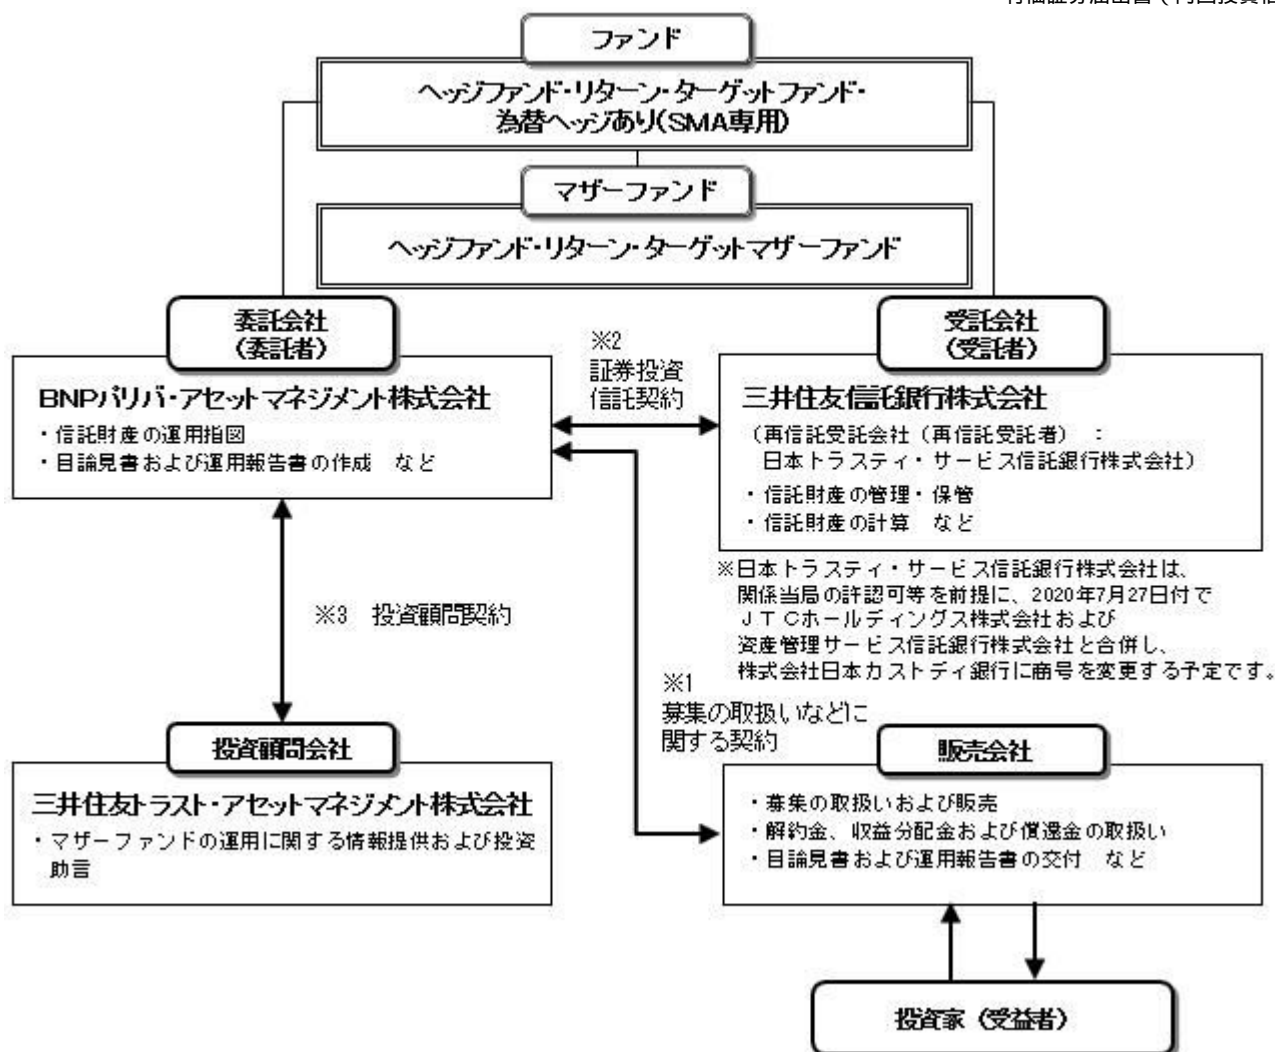 ファンド
ヘッジファンド・リターン・ターゲットファンド・
為替ヘッジあり(SMA専用)
マザーファンド
ヘッジファンド・リターン・ターゲットマザーファンド
委託会社
(委託者)
BNPパリバ・アセットマネジメント株式会社
・信託財産の運用指図
・目論見書および運用報告書の作成 など
※2
証券投資
信託契約
受託会社
(受託者)
三井住友信託銀行株式会社
(再信託受託会社(再信託受託者) :
日本トラスティ・サービス信託銀行株式会社)
・信託財産の管理・保管
・信託財産の計算 など
※日本トラスティ・サービス信託銀行株式会社は、
関係当局の許認可等を前提に、2020年7月27日付で
JTCホールディングス株式会社および
資産管理サービス信託銀行株式会社と合併し、
株式会社日本カストディ銀行に商号を変更する予定です。
※3 投資顧問契約
※1
募集の取扱いなどに
関する契約
投資顧問会社
三井住友トラスト・アセットマネジメント株式会社
・マザーファンドの運用に関する情報提供および投資
助言
販売会社
・募集の取扱いおよび販売
・解約金、収益分配金および償還金の取扱い
・目論見書および運用報告書の交付 など
投資家(受益者)